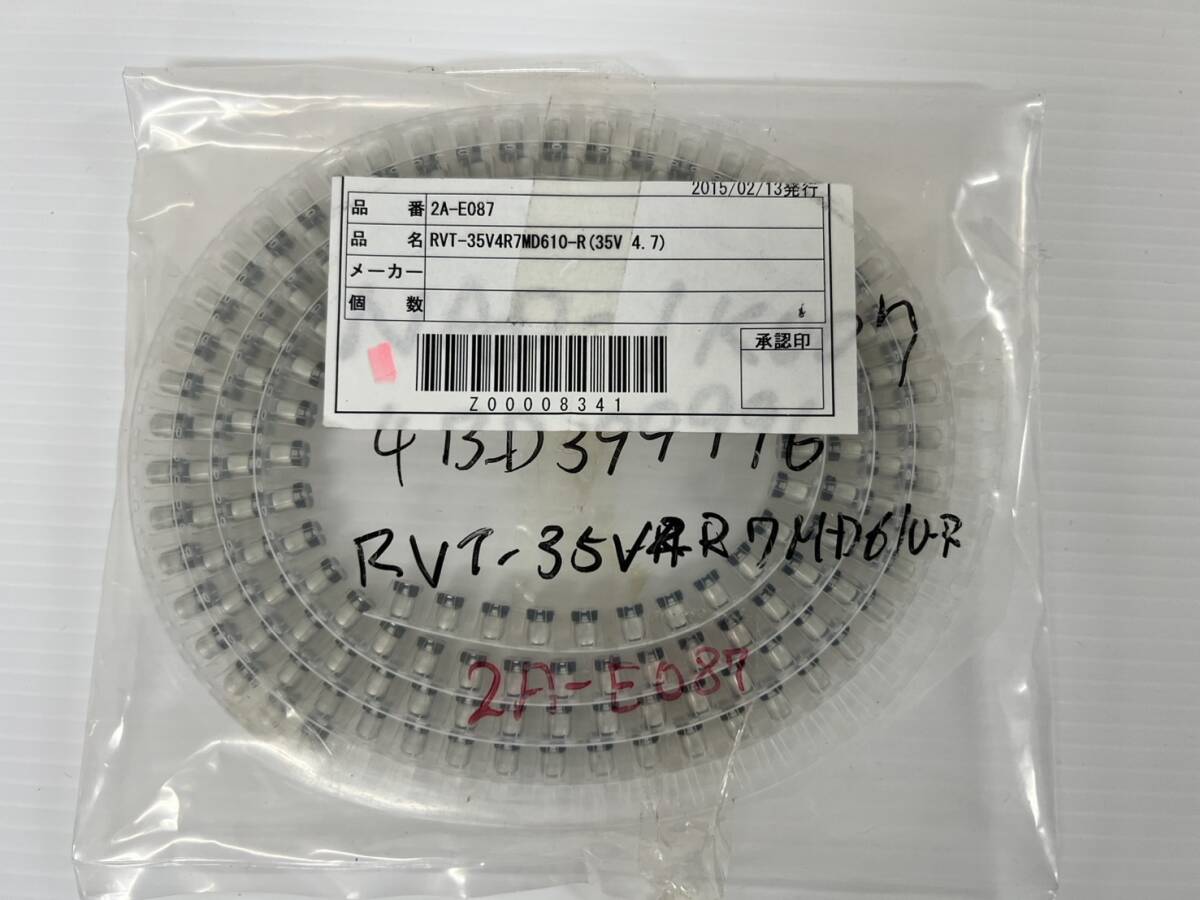 2015/02/13発行
品番 2A-E087
品名 RVT-35V4R7MD610-R(35V 4.7)
メーカー
個数
承認印
Z00008341
RVT-35V4R7MD610-R
2A-E087